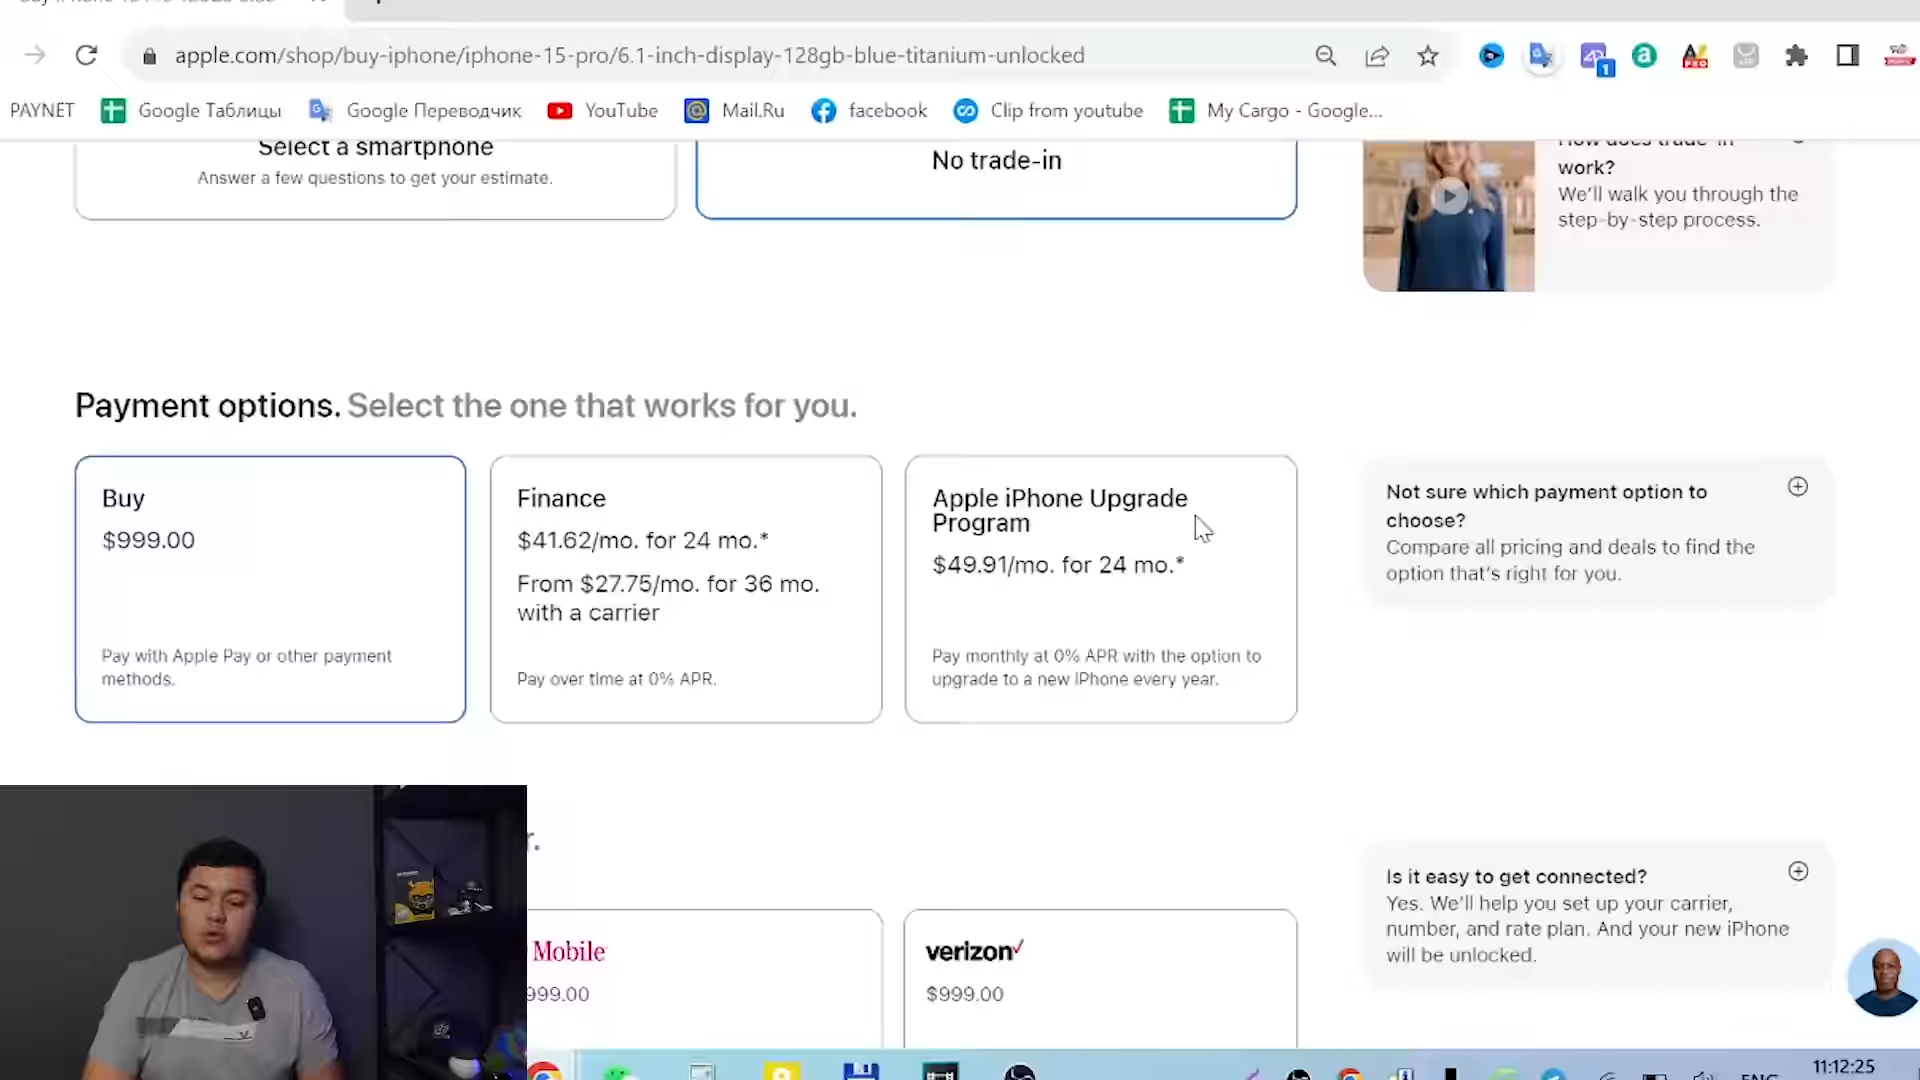 apple.com/shop/buy-iphone/iphone-15-pro/6.1-inch-display-128gb-blue-titanium-unlocked
1
PAYNET Google Таблицы Google Переводчик YouTube Mail.Ru facebook Clip from youtube My Cargo - Google...
Select a smartphone
Answer a few questions to get your estimate.
No trade-in
How does trade-in
work?
We'll walk you through the
step-by-step process.
Payment options. Select the one that works for you.
Buy
$999.00
Pay with Apple Pay or other payment
methods.
Finance
$41.62/mo. for 24 mo.*
From $27.75/mo. for 36 mo.
with a carrier
Pay over time at 0% APR.
Apple iPhone Upgrade
Program
$49.91/mo. for 24 mo.*
Pay monthly at 0% APR with the option to
upgrade to a new iPhone every year.
Not sure which payment option to
choose?
Compare all pricing and deals to find the
option that's right for you.
r.
Mobile
999.00
verizon
$999.00
Is it easy to get connected?
Yes. We'll help you set up your carrier,
number, and rate plan. And your new iPhone
will be unlocked.
ENG
11:12:25